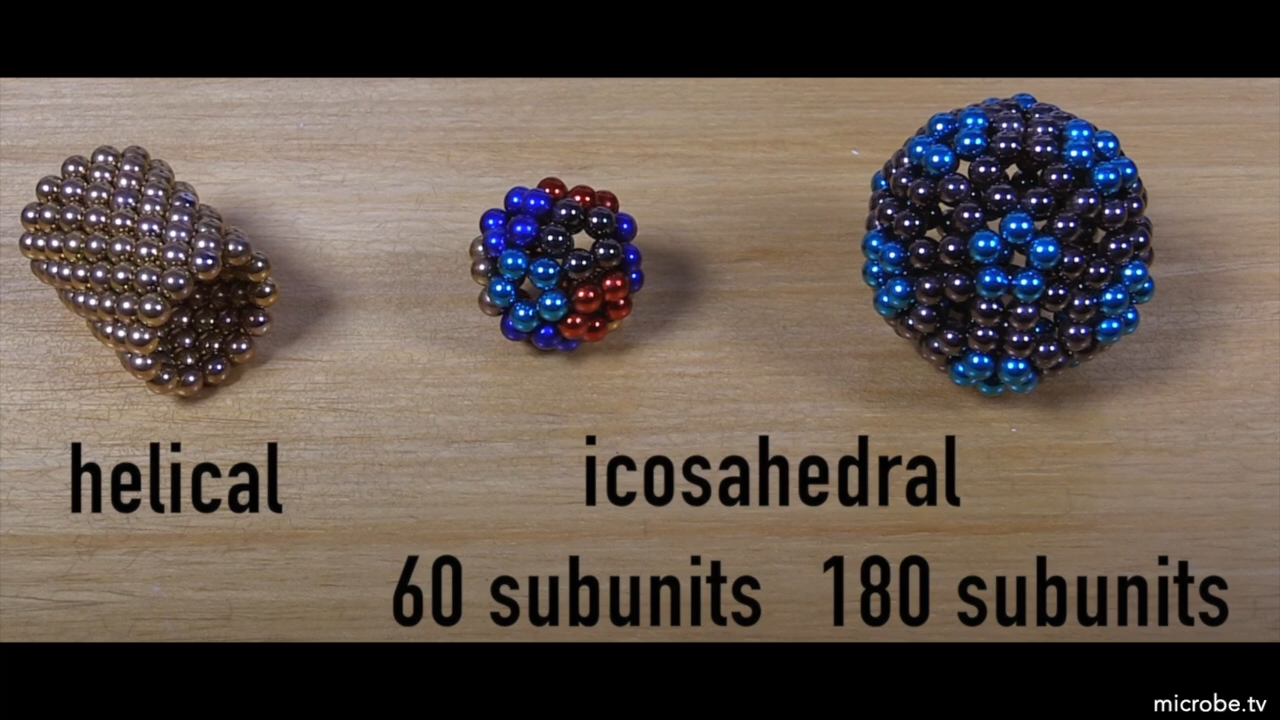 helical
icosahedral
60 subunits
180 subunits
microbe.tv